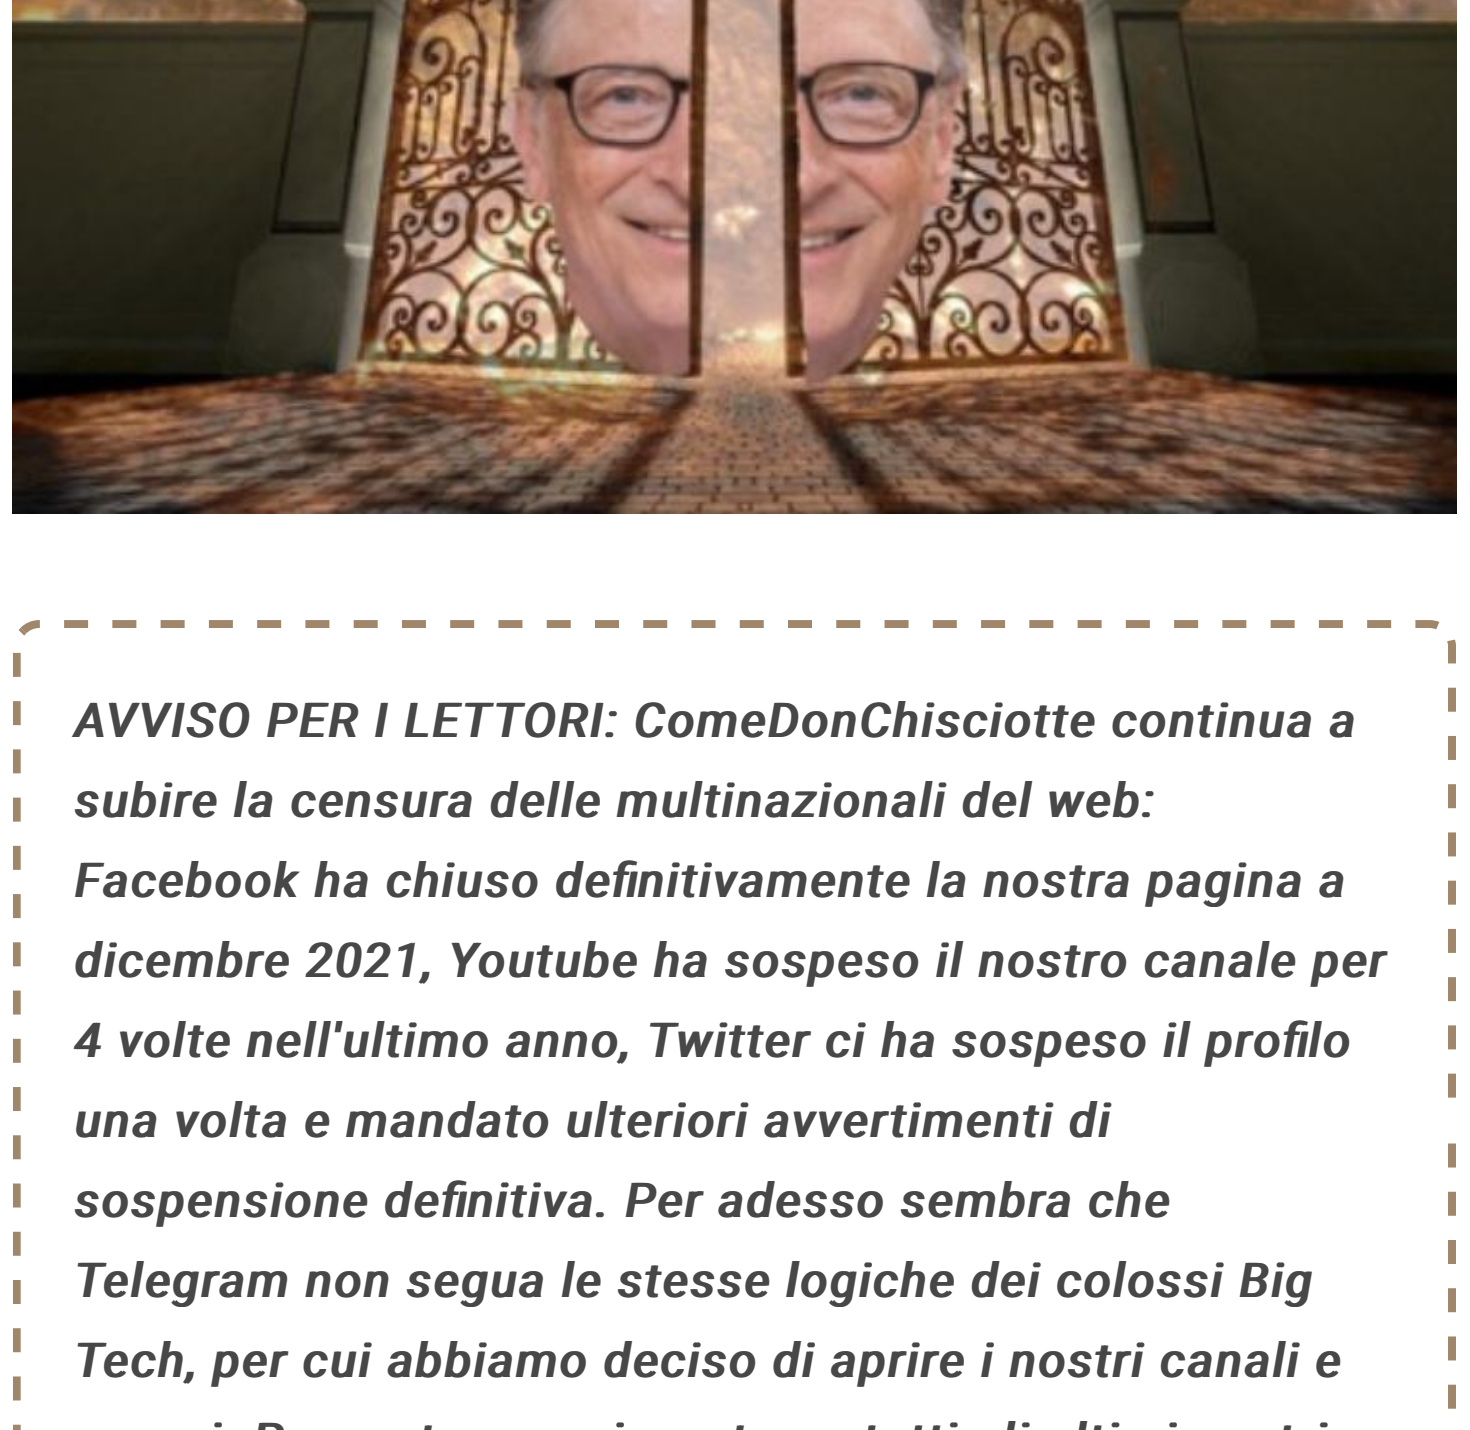 AVVISO PER I LETTORI: ComeDonChisciotte continua a
subire la censura delle multinazionali del web:
Facebook ha chiuso definitivamente la nostra pagina a
dicembre 2021, Youtube ha sospeso il nostro canale per
4 volte nell'ultimo anno, Twitter ci ha sospeso il profilo
una volta e mandato ulteriori avvertimenti di
sospensione definitiva. Per adesso sembra che
Telegram non segua le stesse logiche dei colossi Big
Tech, per cui abbiamo deciso di aprire i nostri canali e